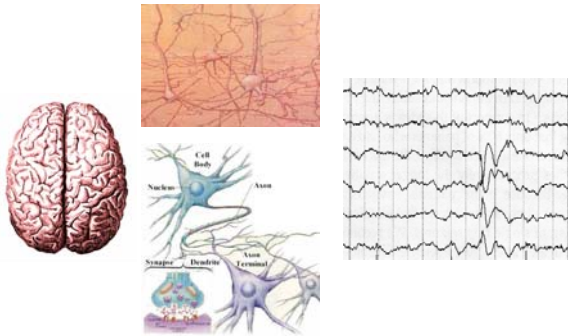 Cell
Body
Nucleus
Axon
Synapse
Dendrite
Axon
Terminal